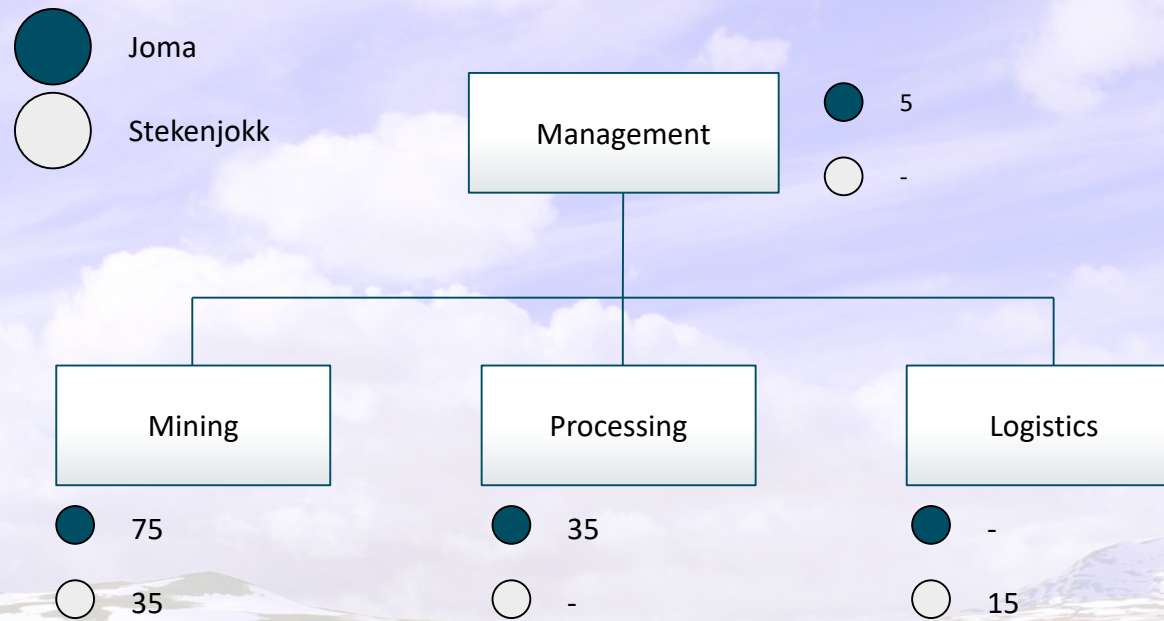 Joma
Stekenjokk
Management
5
-
Mining
Processing
Logistics
75
35
-
35
-
15